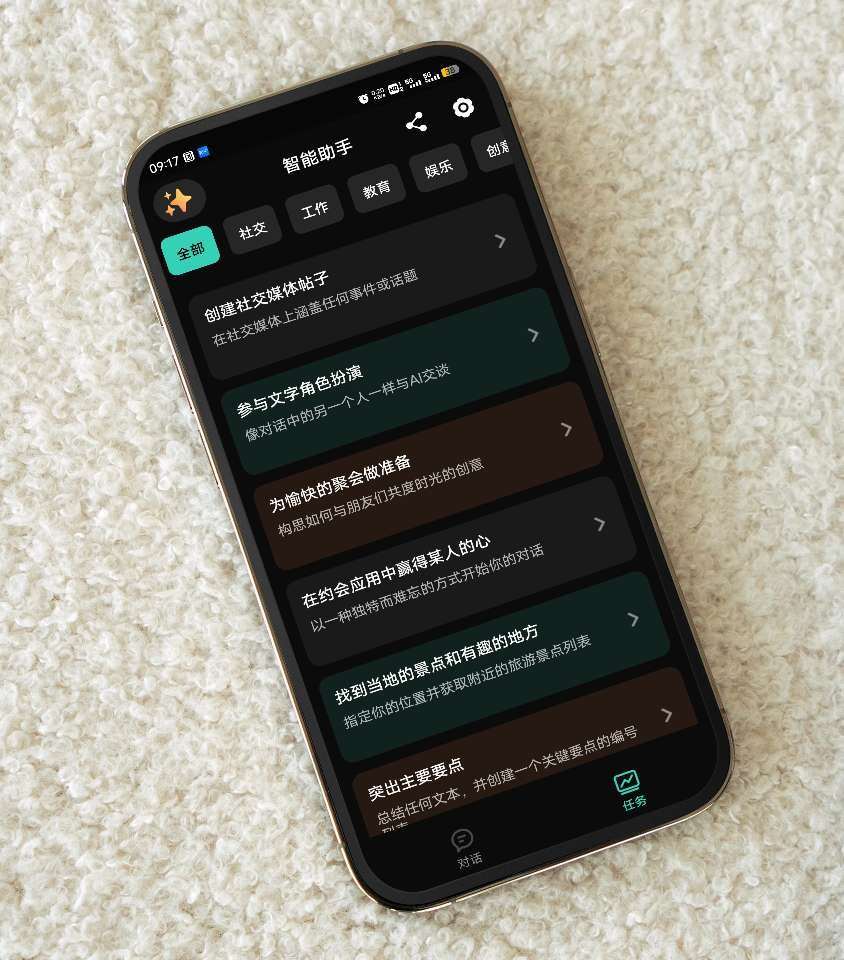 09:17
38
智能助手
全部 社交 工作 教育 娱乐 创意
创建社交媒体帖子
在社交媒体上涵盖任何事件或话题
参与文字角色扮演
像对话中的另一个人一样与AI交谈
为愉快的聚会做准备
构思如何与朋友们共度时光的创意
在约会应用中赢得某人的心
以一种独特而难忘的方式开始你的对话
找到当地的景点和有趣的地方
指定你的位置并获取附近的旅游景点列表
突出主要要点
总结任何文本，并创建一个关键要点的编号
列表
对话 任务